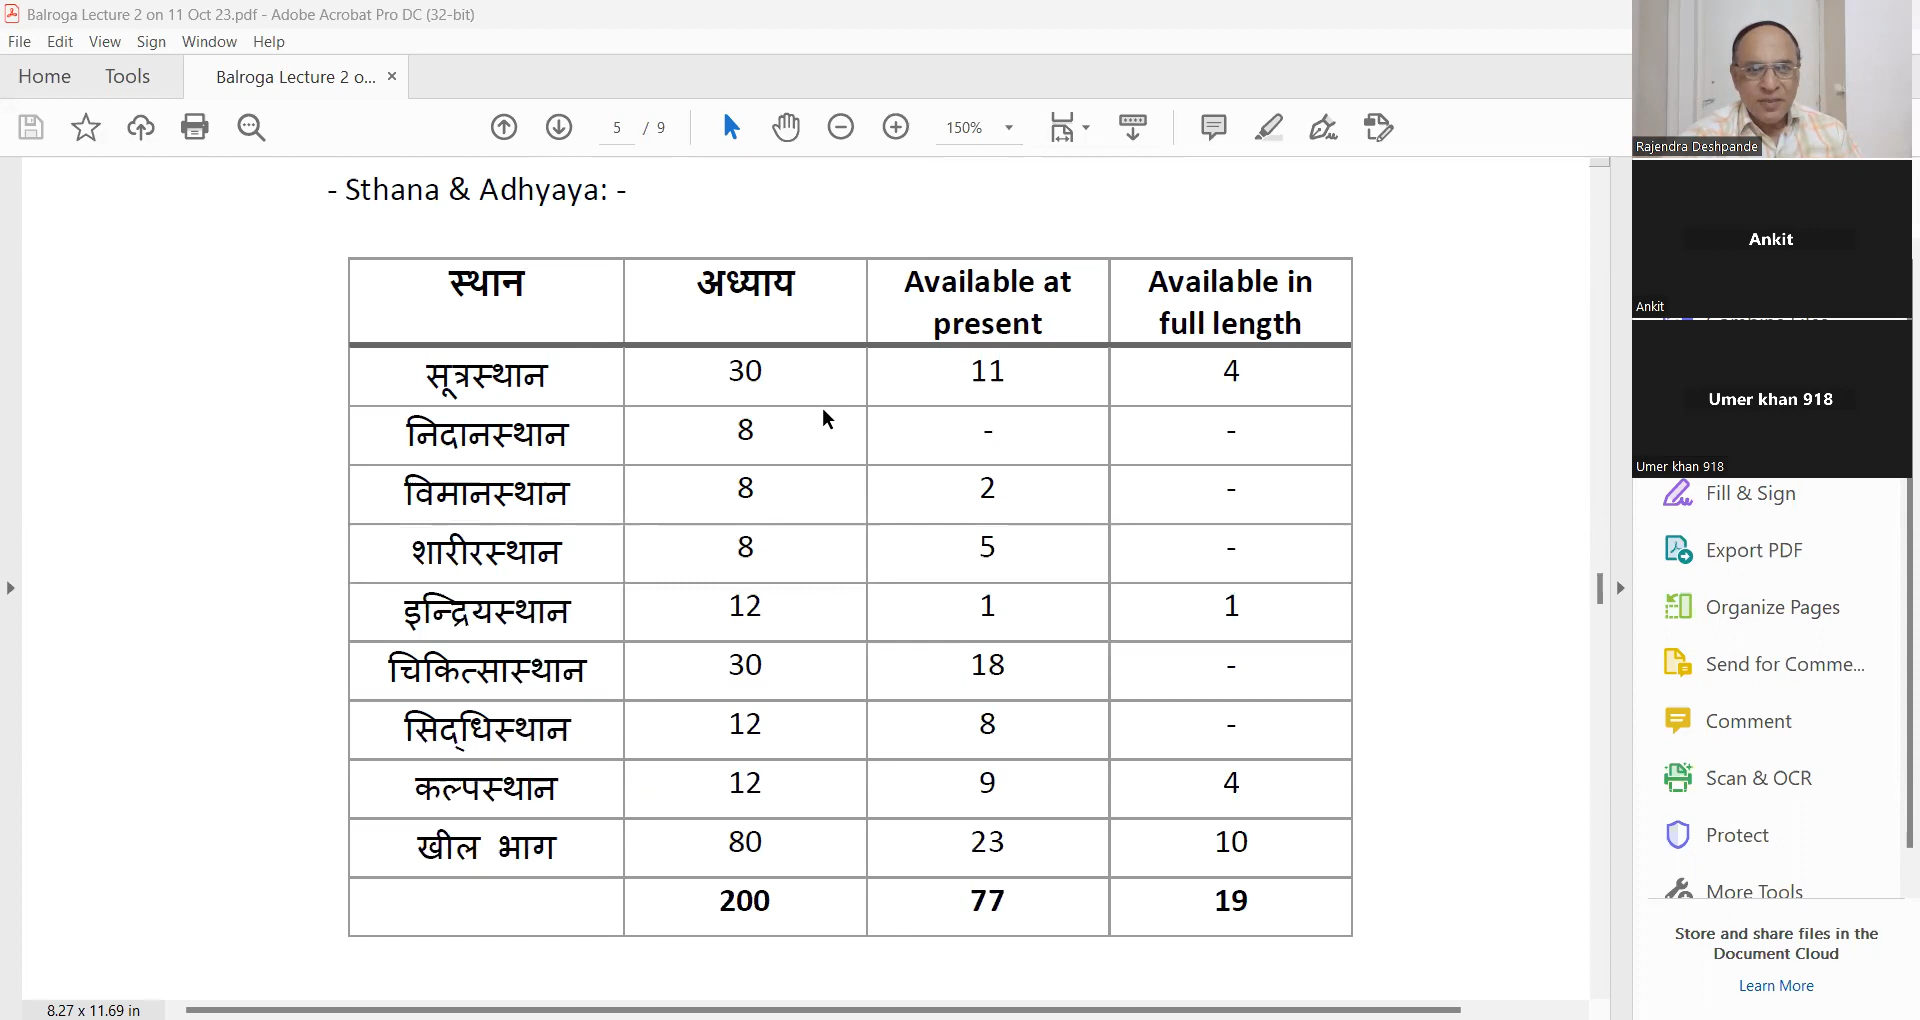 Balroga Lecture 2 on 11 Oct 23.pdf - Adobe Acrobat Pro DC (32-bit)
File Edit View Sign Window Help
Home Tools Balroga Lecture 2 o... ×
5 / 9 150%
- Sthana & Adhyaya: -
स्थान अध्याय Available at present Available in full length
सूत्रस्थान 30 11 4
निदानस्थान 8 - -
विमानस्थान 8 2 -
शारीरस्थान 8 5 -
इन्द्रियस्थान 12 1 1
चिकित्सास्थान 30 18 -
सिद्धिस्थान 12 8 -
कल्पस्थान 12 9 4
खील भाग 80 23 10
200 77 19
8.27 x 11.69 in
Rajendra Deshpande
Ankit
Ankit
Umer khan 918
Umer khan 918
Fill & Sign
Export PDF
Organize Pages
Send for Comme...
Comment
Scan & OCR
Protect
More Tools
Store and share files in the
Document Cloud
Learn More